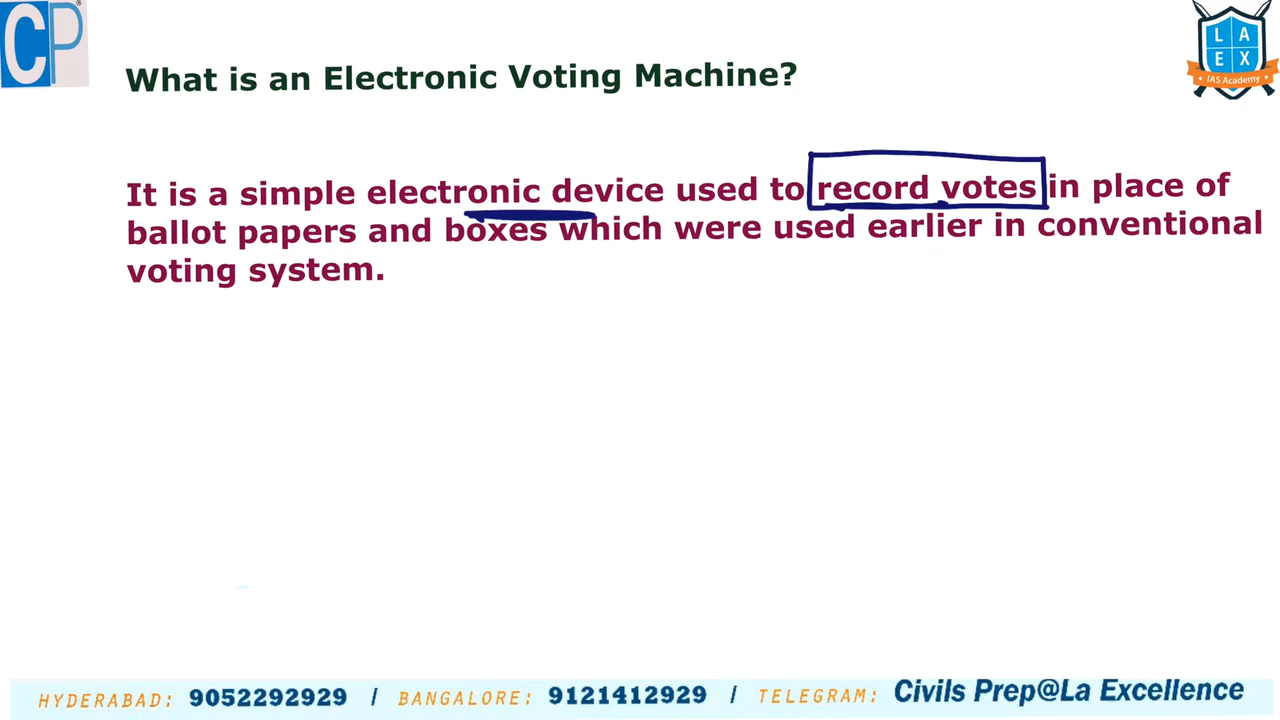 CP
®
LA
EX
IAS Academy
What is an Electronic Voting Machine?
It is a simple electronic device used to record votes in place of
ballot papers and boxes which were used earlier in conventional
voting system.
HYDERABAD: 9052292929 / BANGALORE: 9121412929 / TELEGRAM: Civils Prep@La Excellence